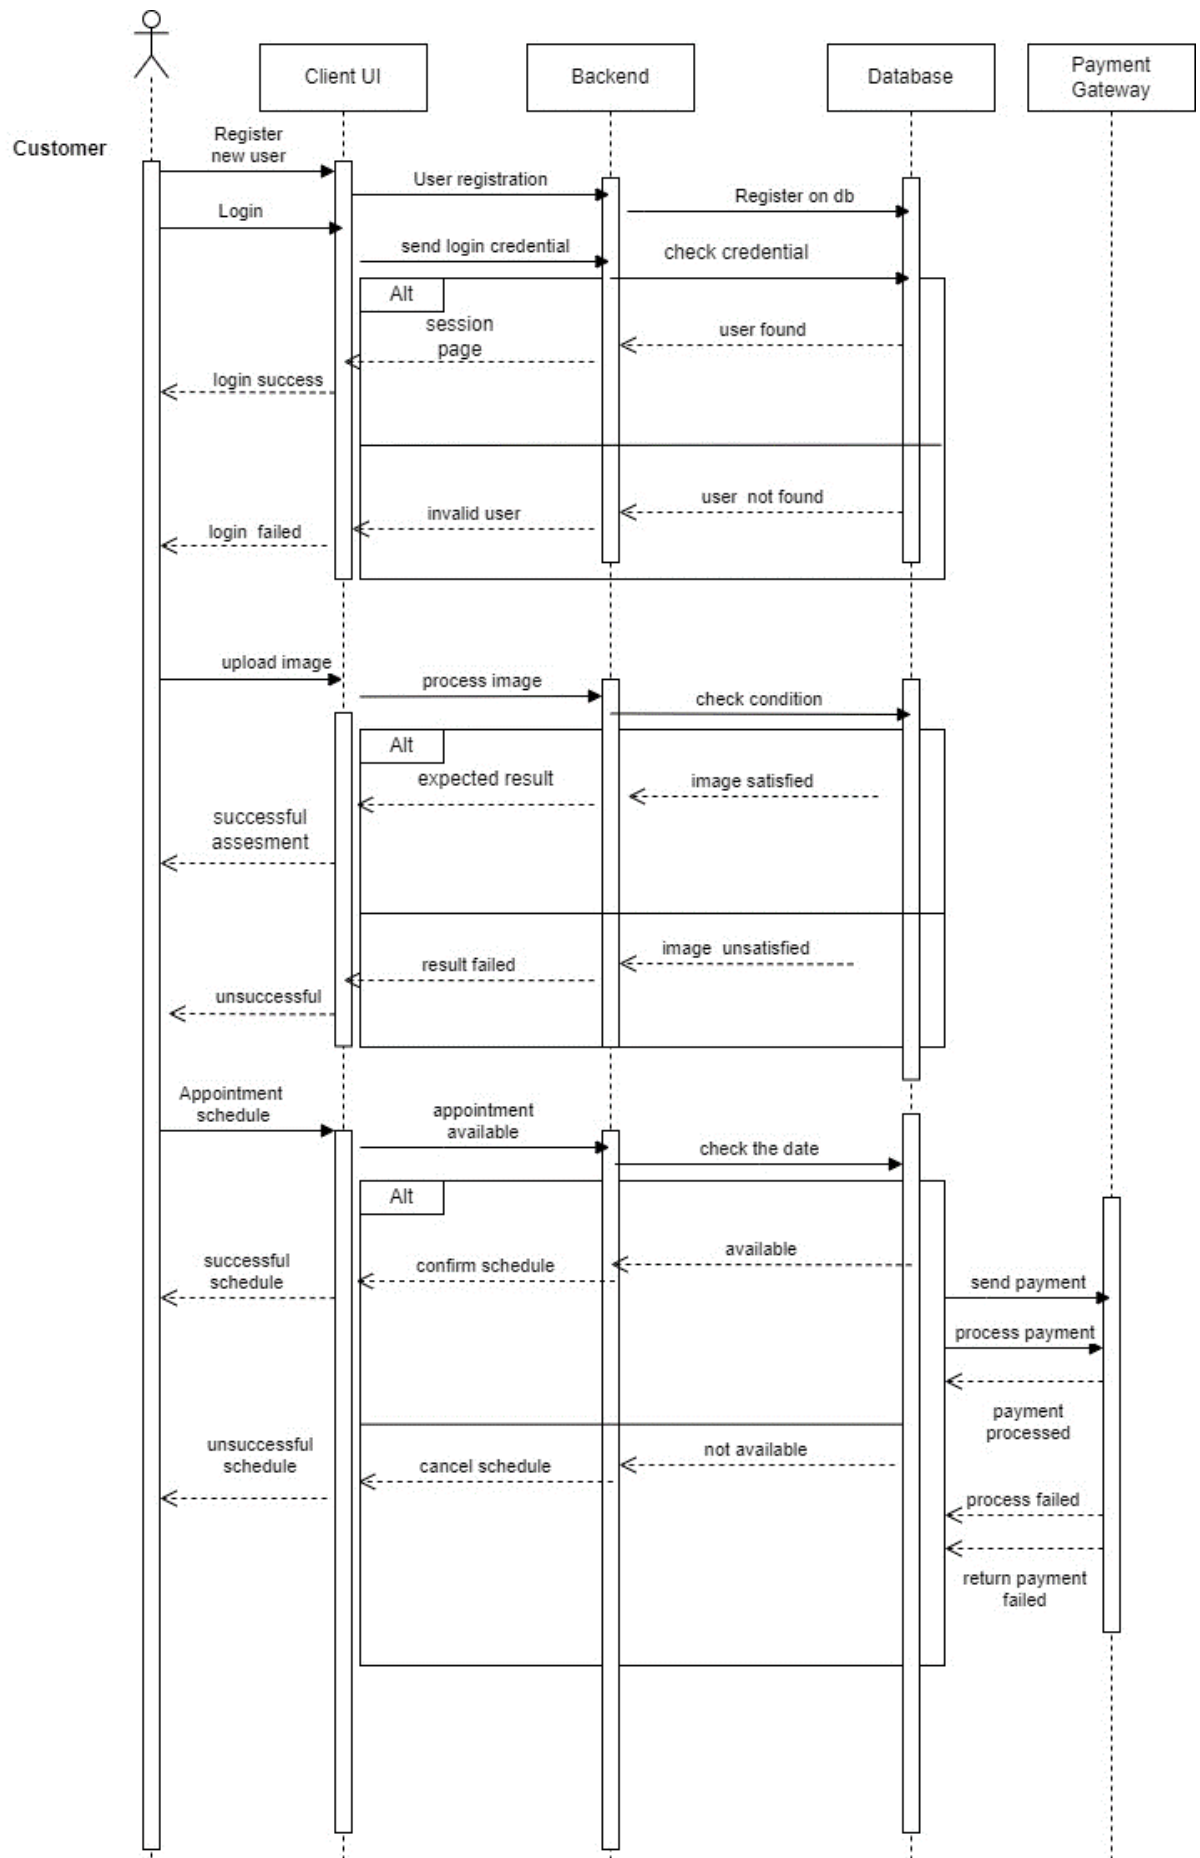 Client UI
Backend
Database
Payment
Gateway
Customer
Register
new user
User registration
Register on db
Login
send login credential
check credential
Alt
session
page
user found
login success
user  not found
invalid user
login  failed
upload image
process image
check condition
Alt
expected result
image satisfied
successful
assesment
image  unsatisfied
result failed
unsuccessful
Appointment
schedule
appointment
available
check the date
Alt
available
successful
schedule
confirm schedule
send payment
process payment
payment
processed
unsuccessful
schedule
not available
cancel schedule
process failed
return payment
failed